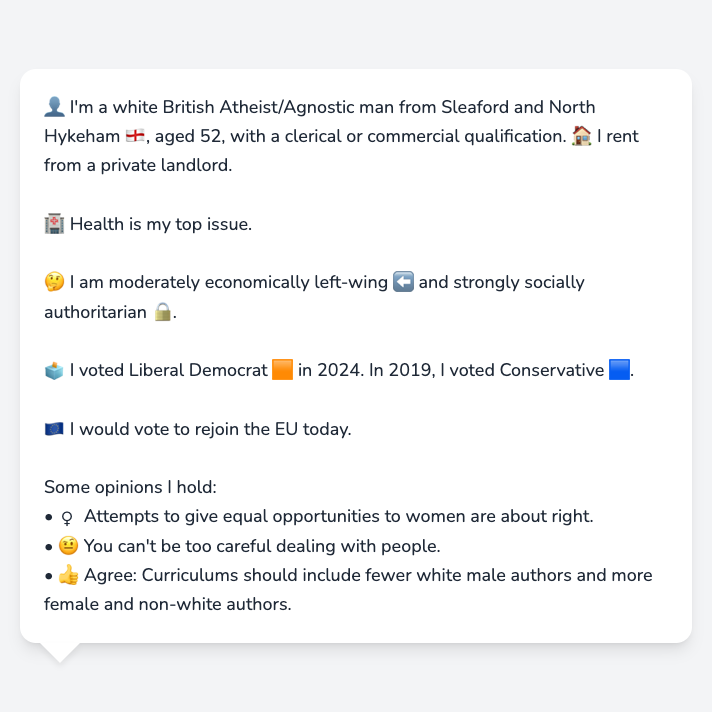 👤 I'm a white British Atheist/Agnostic man from Sleaford and North
Hykeham 🏴󠁧󠁢󠁥󠁮󠁧󠁿, aged 52, with a clerical or commercial qualification. 🏠 I rent
from a private landlord.
🏥 Health is my top issue.
🤔 I am moderately economically left-wing ⬅️ and strongly socially
authoritarian 🔒.
🗳️ I voted Liberal Democrat 🟧 in 2024. In 2019, I voted Conservative 🟦.
🇪🇺 I would vote to rejoin the EU today.
Some opinions I hold:
• ♀ Attempts to give equal opportunities to women are about right.
• 🤨 You can't be too careful dealing with people.
• 👍 Agree: Curriculums should include fewer white male authors and more
female and non-white authors.